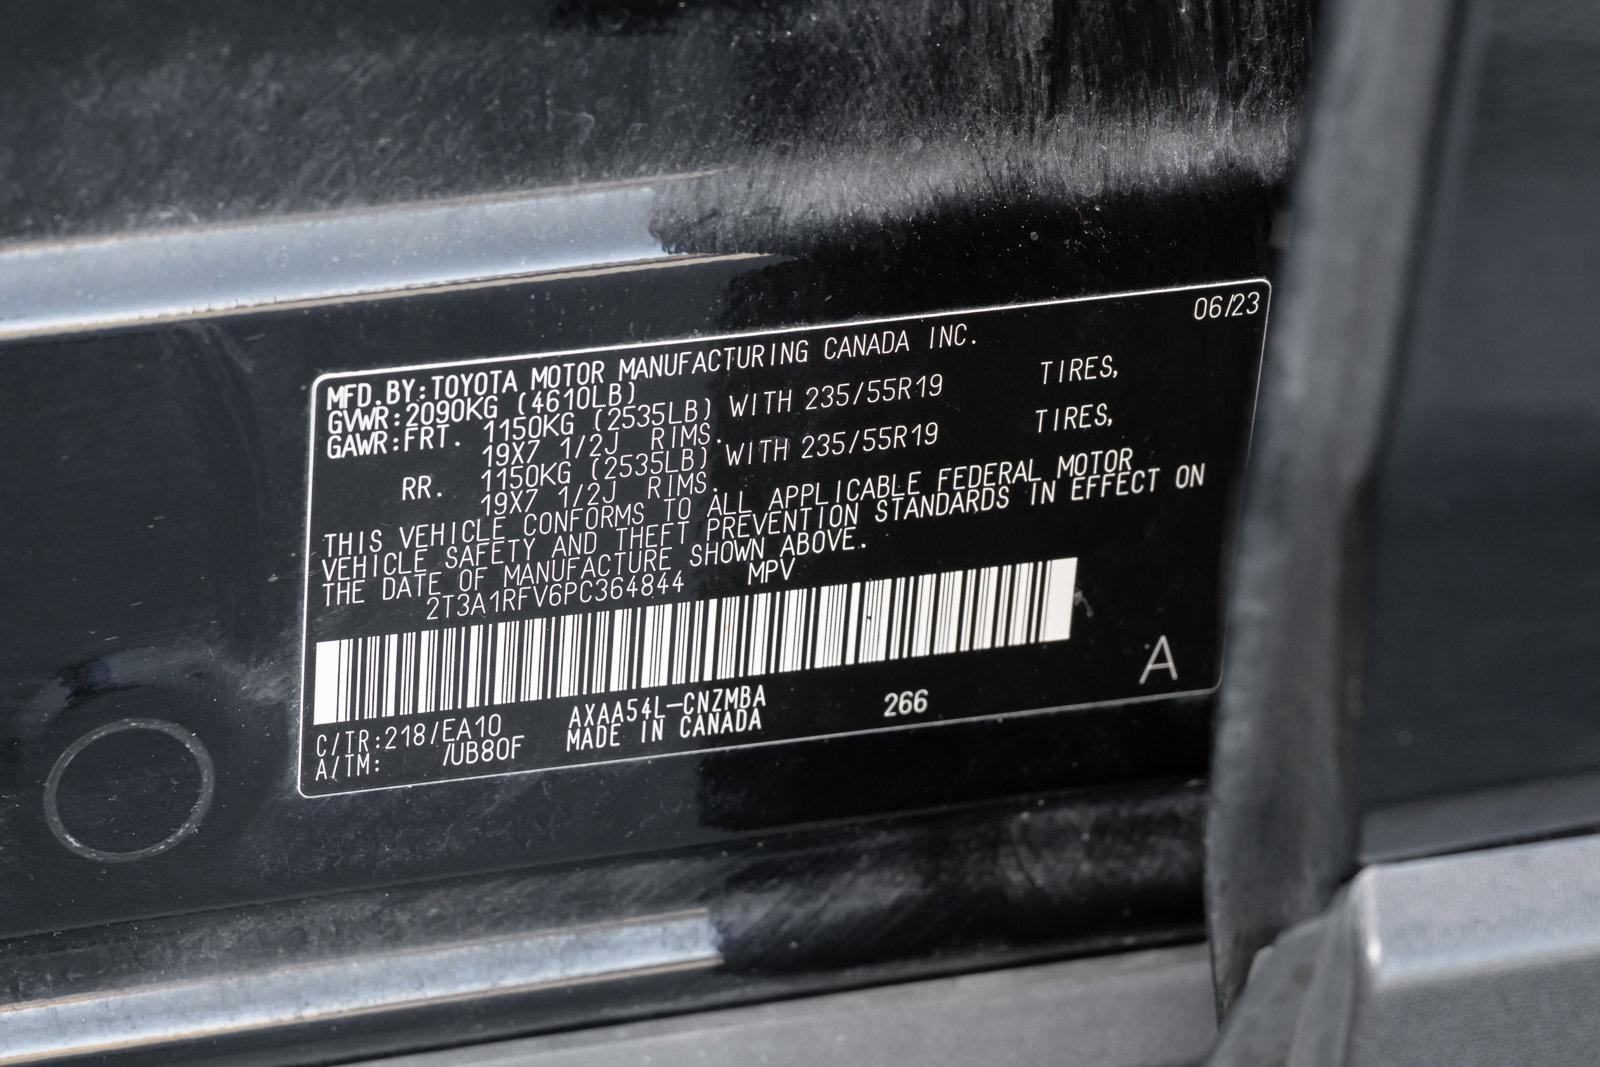 06/23
MFD.BY:TOYOTA MOTOR MANUFACTURING CANADA INC.
GVWR:2090KG (4610LB)
GAWR:FRT. 1150KG (2535LB) WITH 235/55R19 TIRES,
19X7 1/2J RIMS.
RR. 1150KG (2535LB) WITH 235/55R19 TIRES,
19X7 1/2J RIMS.
THIS VEHICLE CONFORMS TO ALL APPLICABLE FEDERAL MOTOR
VEHICLE SAFETY AND THEFT PREVENTION STANDARDS IN EFFECT ON
THE DATE OF MANUFACTURE SHOWN ABOVE.
2T3A1RFV6PC364844 MPV
A
C/TR:218/EA10 AXAA54L-CNZMBA 266
A/TM: /UB80F MADE IN CANADA